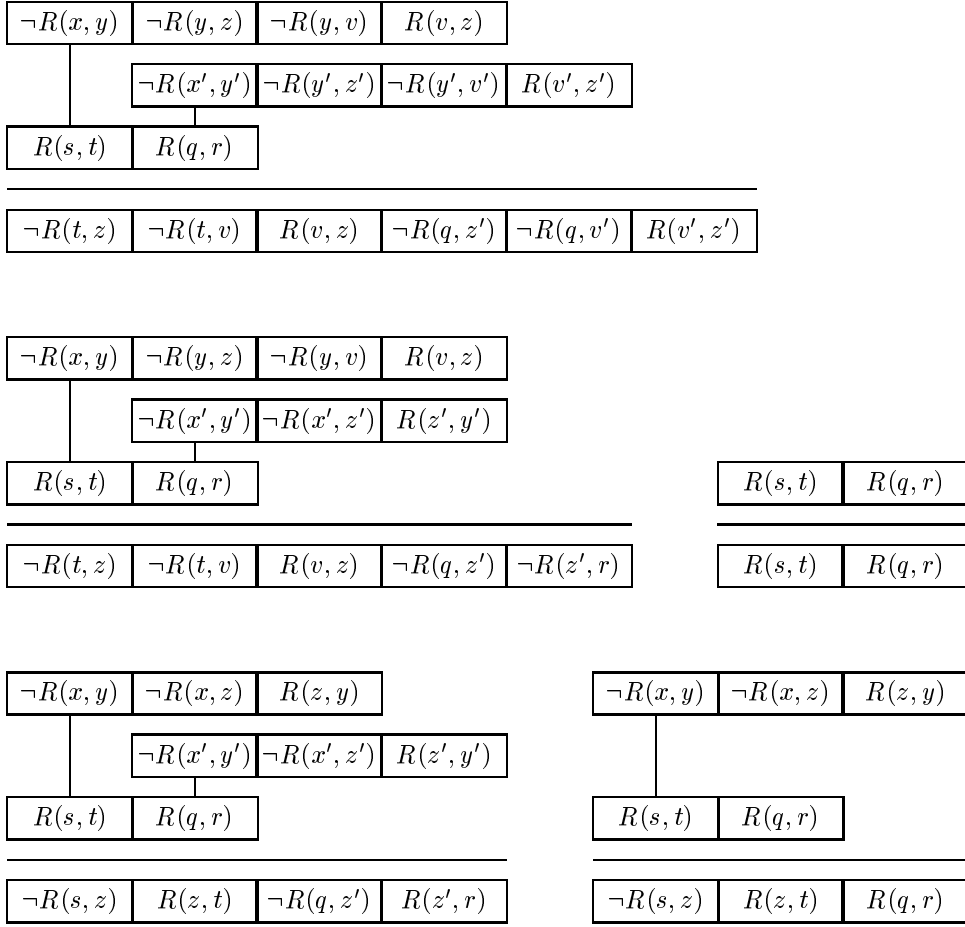 ¬R(x, y) ¬R(y, z) ¬R(y, v) R(v, z)
¬R(x′, y′) ¬R(y′, z′) ¬R(y′, v′) R(v′, z′)
R(s, t) R(q, r)
¬R(t, z) ¬R(t, v) R(v, z) ¬R(q, z′) ¬R(q, v′) R(v′, z′)
¬R(x, y) ¬R(y, z) ¬R(y, v) R(v, z)
¬R(x′, y′) ¬R(x′, z′) R(z′, y′)
R(s, t) R(q, r) R(s, t) R(q, r)
¬R(t, z) ¬R(t, v) R(v, z) ¬R(q, z′) ¬R(z′, r) R(s, t) R(q, r)
¬R(x, y) ¬R(x, z) R(z, y) ¬R(x, y) ¬R(x, z) R(z, y)
¬R(x′, y′) ¬R(x′, z′) R(z′, y′)
R(s, t) R(q, r) R(s, t) R(q, r)
¬R(s, z) R(z, t) ¬R(q, z′) R(z′, r) ¬R(s, z) R(z, t) R(q, r)